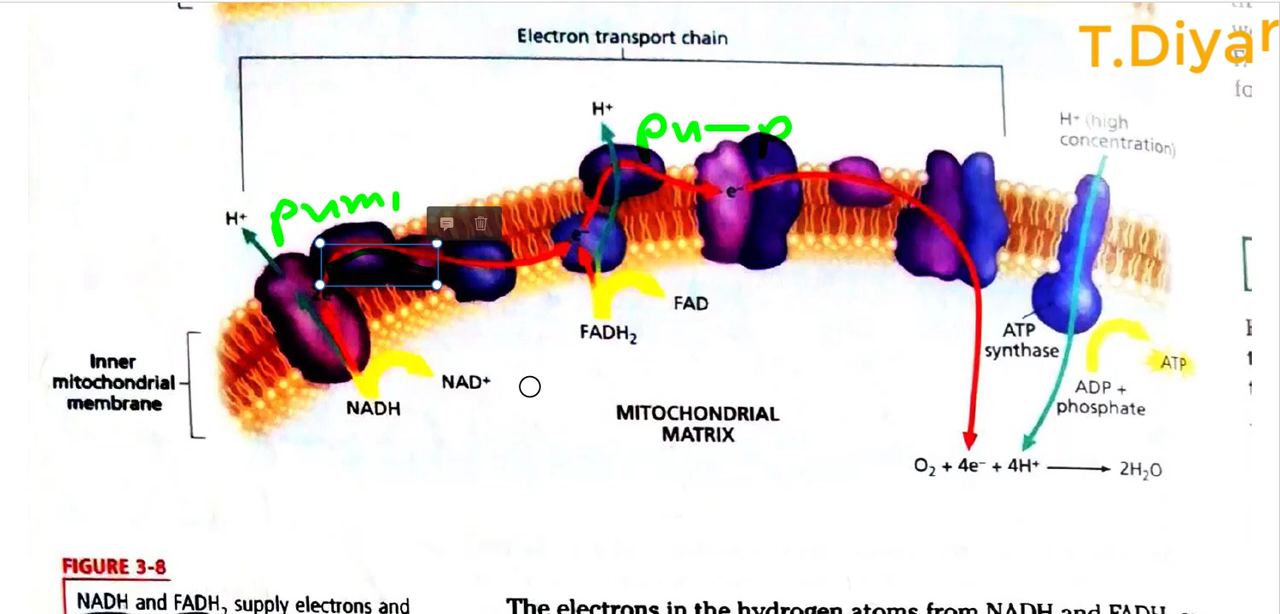 T.Diyar
Electron transport chain
H+
pu-p
H+ (high
concentration)
H+
e-
e-
FAD
FADH2
ATP
synthase
ATP
Inner
mitochondrial
membrane
NAD+
NADH
ADP +
phosphate
MITOCHONDRIAL
MATRIX
O2 + 4e- + 4H+ → 2H2O
FIGURE 3-8
NADH and FADH2 supply electrons and
The electrons in the hydrogen atoms from NADH and FADH